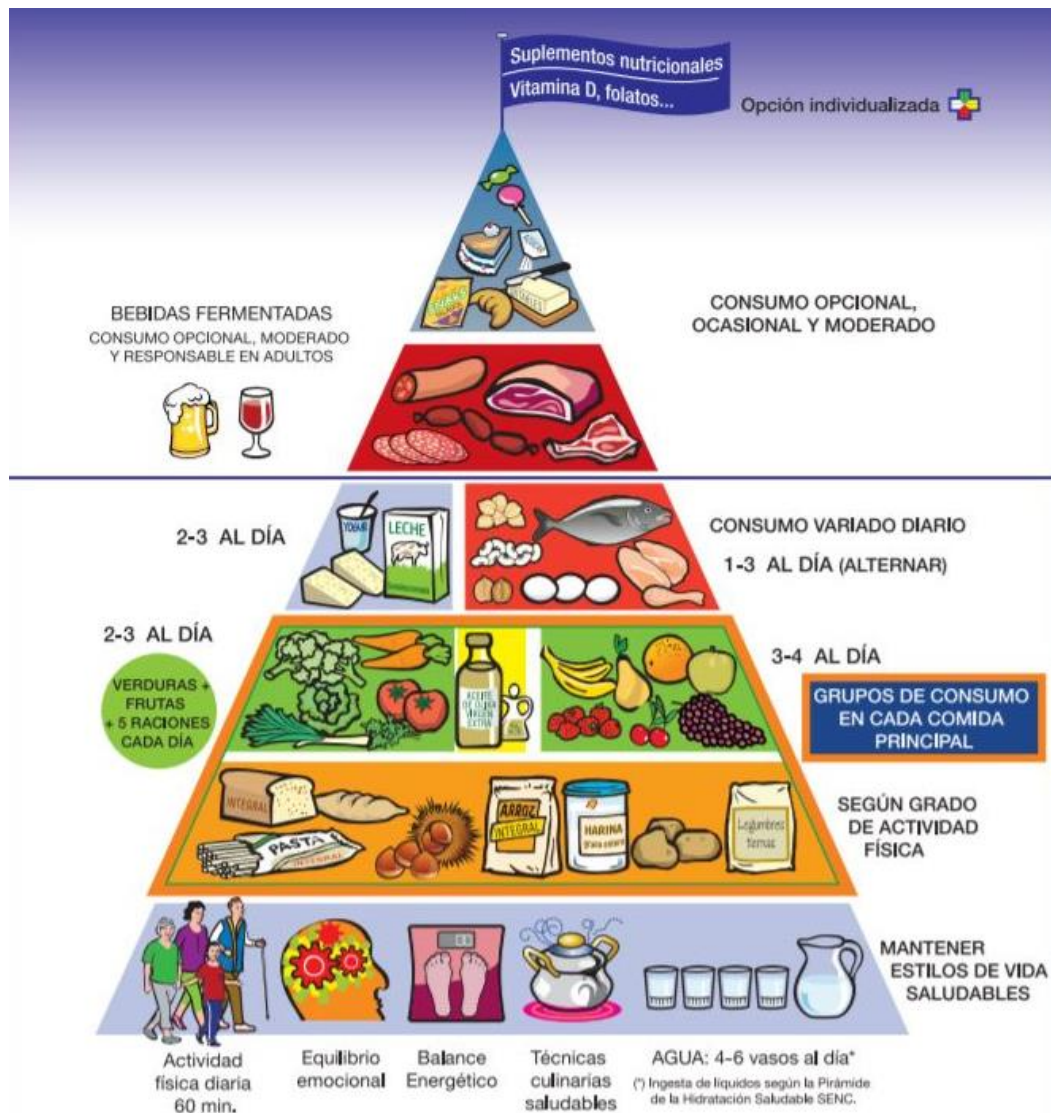 Suplementos nutricionales
Vitamina D, folatos...
Opción individualizada
BEBIDAS FERMENTADAS
CONSUMO OPCIONAL, MODERADO
Y RESPONSABLE EN ADULTOS
CONSUMO OPCIONAL,
OCASIONAL Y MODERADO
2-3 AL DÍA
LECHE
CONSUMO VARIADO DIARIO
1-3 AL DÍA (ALTERNAR)
2-3 AL DÍA
VERDURAS +
FRUTAS
+ 5 RACIONES
CADA DÍA
ACEITE
DE OLIVA
VIRGEN
EXTRA
3-4 AL DÍA
GRUPOS DE CONSUMO
EN CADA COMIDA
PRINCIPAL
INTEGRAL
PASTA
INTEGRAL
ARROZ
INTEGRAL
HARINA
Legumbres
tiernas
SEGÚN GRADO
DE ACTIVIDAD
FÍSICA
MANTENER
ESTILOS DE VIDA
SALUDABLES
Actividad
física diaria
60 min.
Equilibrio
emocional
Balance
Energético
Técnicas
culinarias
saludables
AGUA: 4-6 vasos al día*
(*) Ingesta de líquidos según la Pirámide
de la Hidratación Saludable SENC.